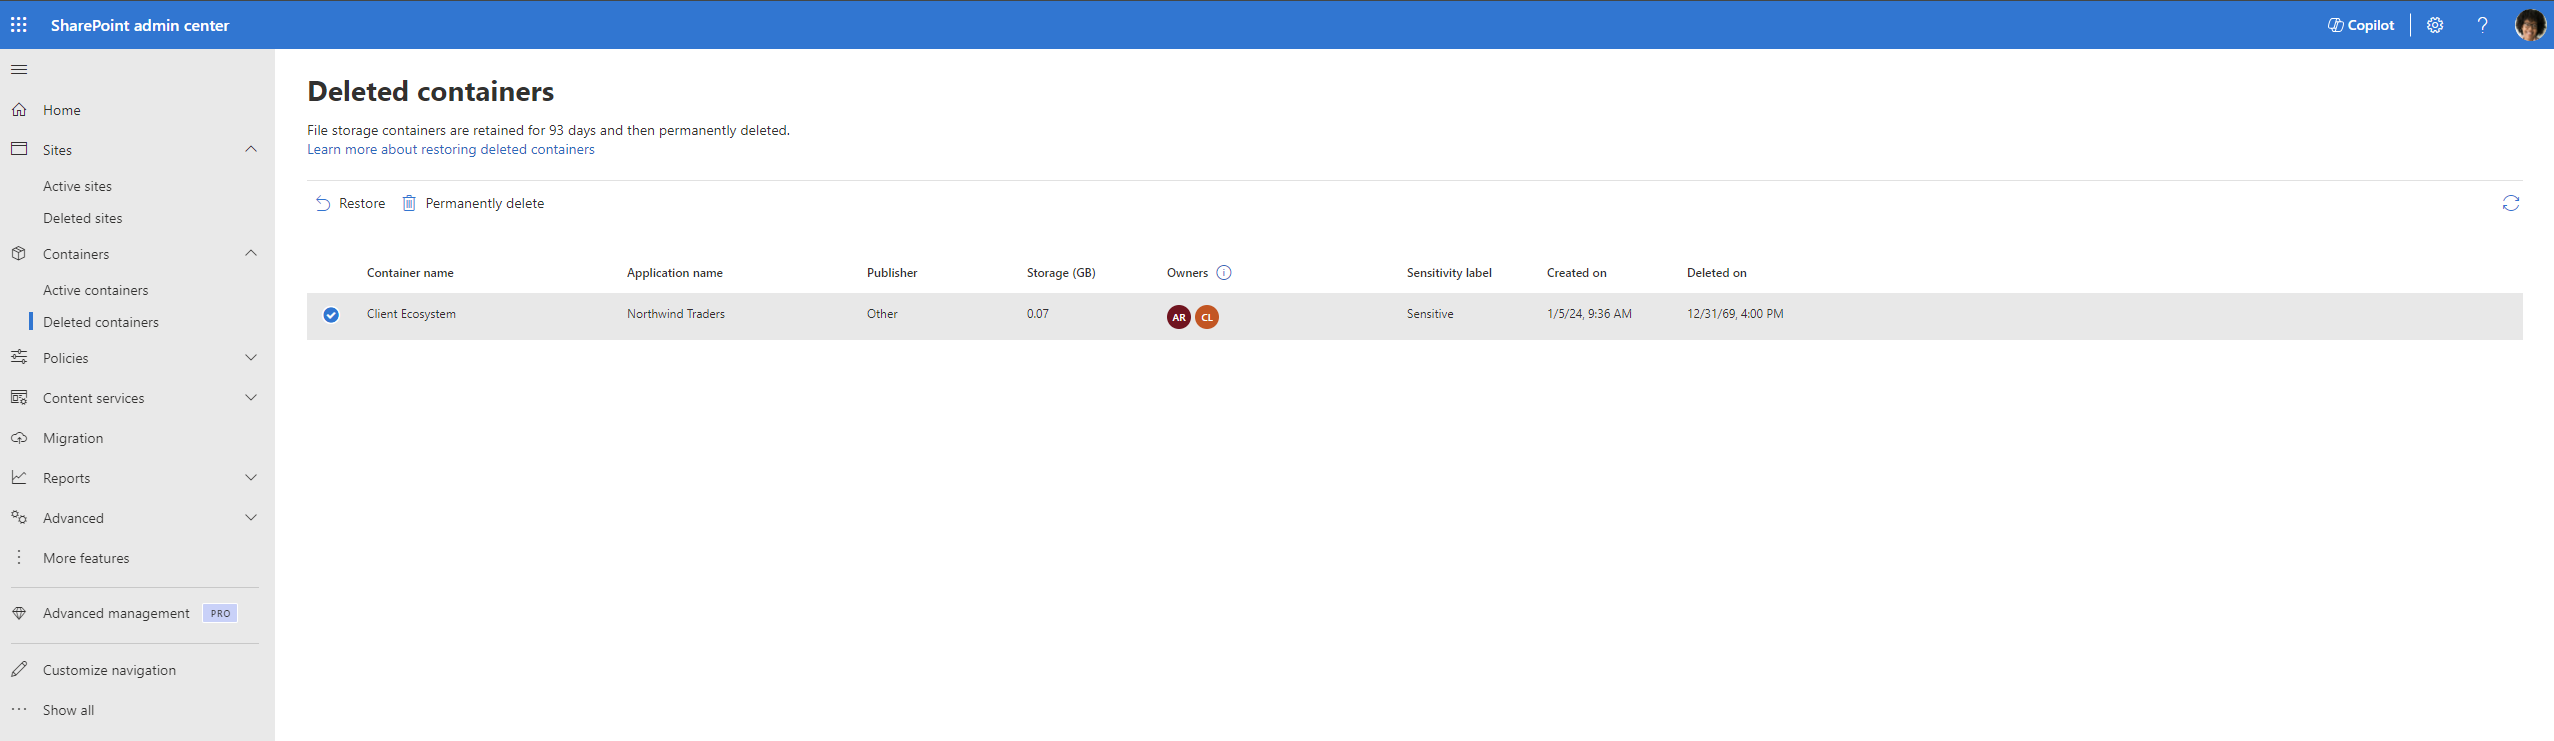 SharePoint admin center
Copilot
?
Home
Sites
Active sites
Deleted sites
Containers
Active containers
Deleted containers
Policies
Content services
Migration
Reports
Advanced
More features
Advanced management PRO
Customize navigation
Show all
Deleted containers
File storage containers are retained for 93 days and then permanently deleted.
Learn more about restoring deleted containers
Restore Permanently delete
Container name Application name Publisher Storage (GB) Owners Sensitivity label Created on Deleted on
Client Ecosystem Northwind Traders Other 0.07 AR CL Sensitive 1/5/24, 9:36 AM 12/31/69, 4:00 PM